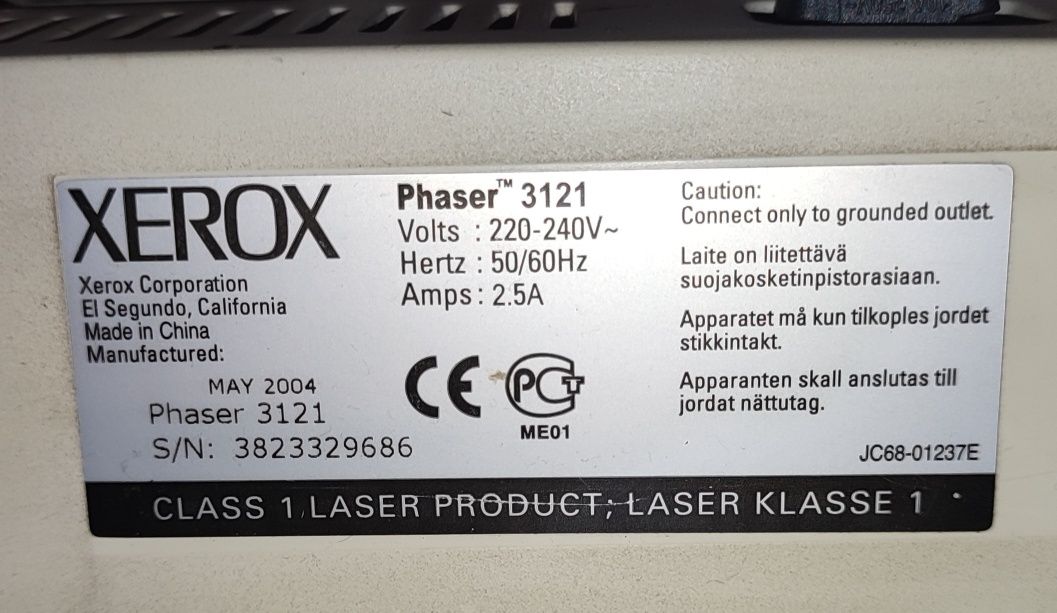 XEROX
Xerox Corporation
El Segundo, California
Made in China
Manufactured:
MAY 2004
Phaser 3121
S/N: 3823329686
Phaser™ 3121
Volts : 220-240V~
Hertz : 50/60Hz
Amps : 2.5A
CE PCT
ME01
Caution:
Connect only to grounded outlet.
Laite on liitettävä
suojakosketinpistorasiaan.
Apparatet må kun tilkoples jordet
stikkintakt.
Apparanten skall anslutas till
jordat nättutag.
JC68-01237E
CLASS 1 LASER PRODUCT; LASER KLASSE 1